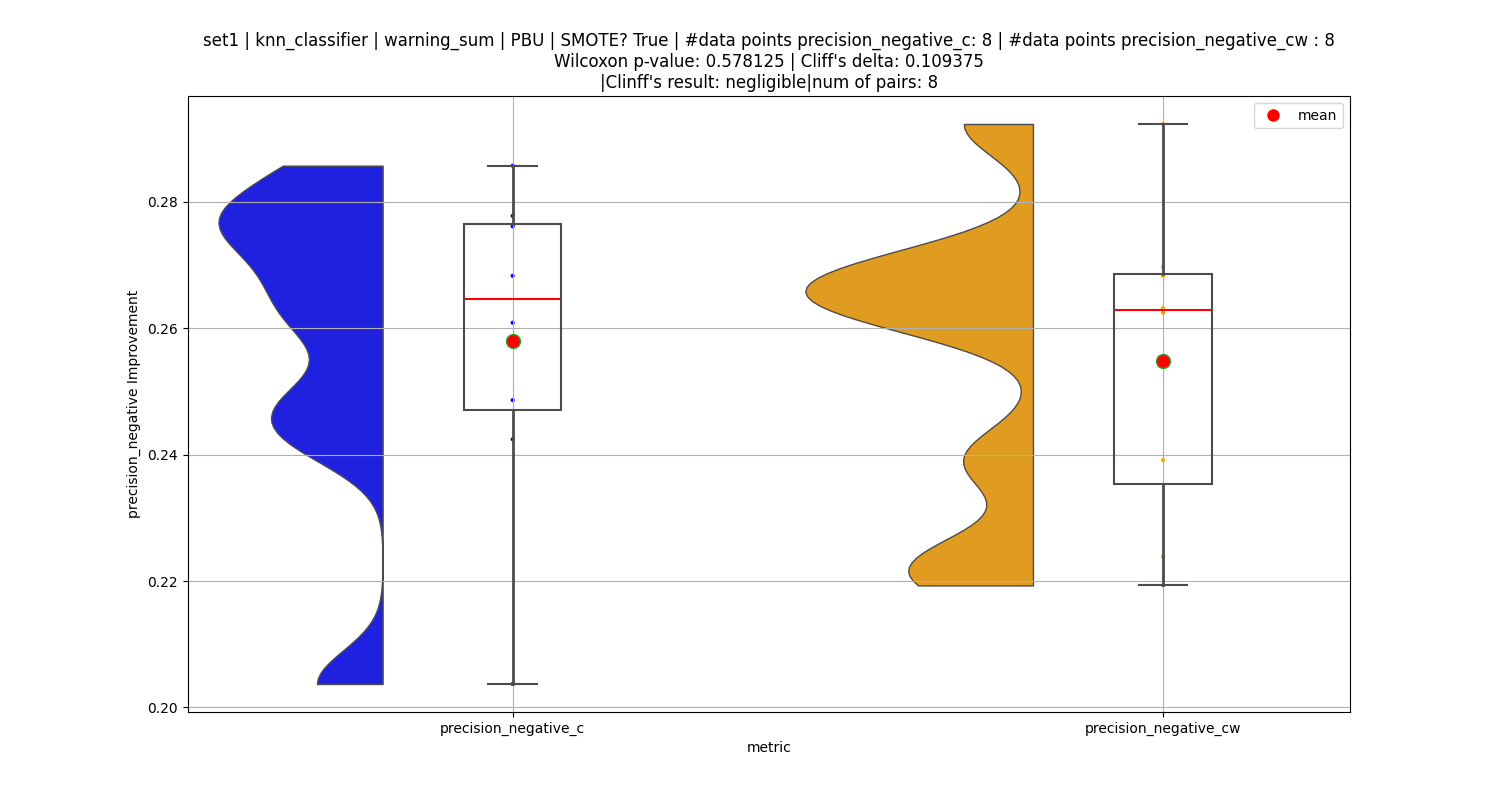 set1 | knn_classifier | warning_sum | PBU | SMOTE? True | #data points precision_negative_c: 8 | #data points precision_negative_cw : 8
Wilcoxon p-value: 0.578125 | Cliff's delta: 0.109375
|Clinff's result: negligible|num of pairs: 8
mean
precision_negative Improvement
0.28
0.26
0.24
0.22
0.20
precision_negative_c
precision_negative_cw
metric